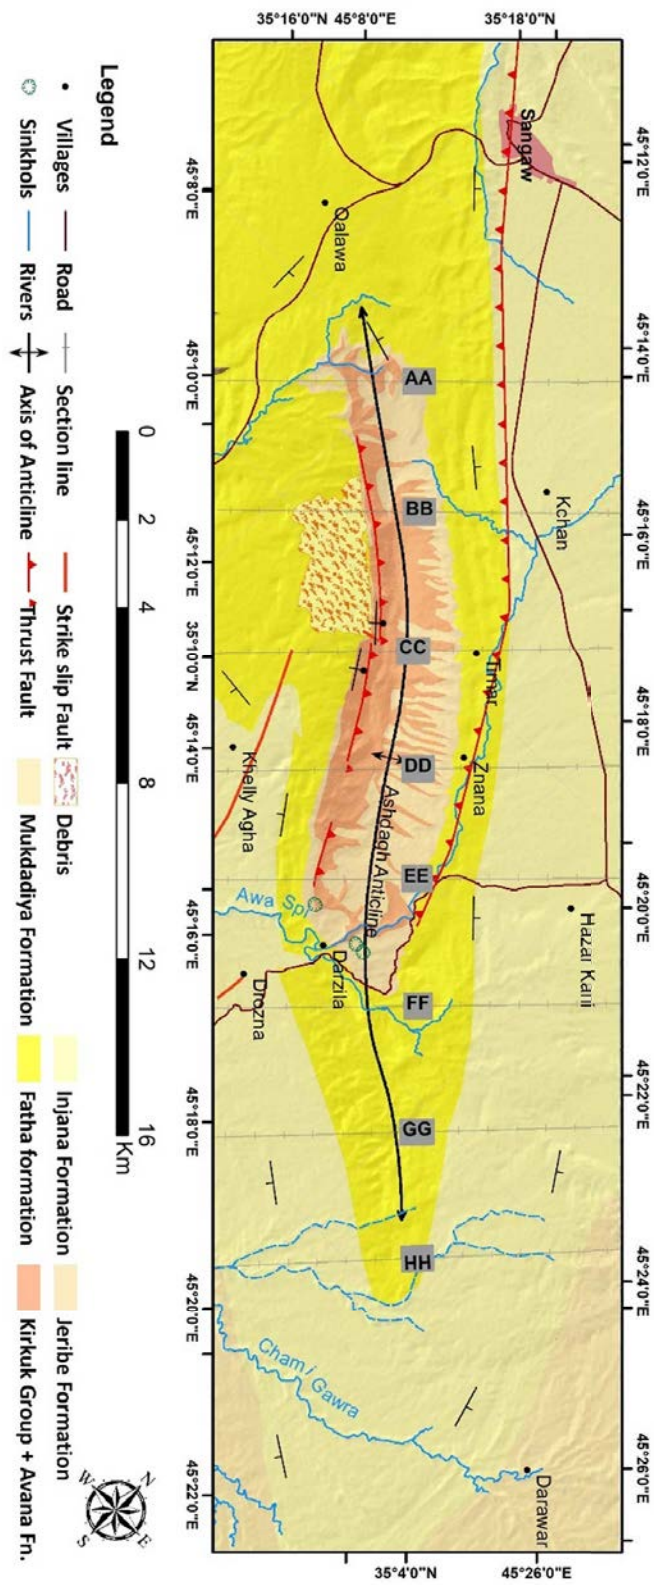 35°16'0"N
45°8'0"E
35°18'0"N
45°12'0"E
45°14'0"E
45°16'0"E
45°18'0"E
45°20'0"E
45°22'0"E
45°24'0"E
45°26'0"E
Sangaw
Qalawa
Kchan
Timar
Znana
Hazar Kani
Khelly Agha
Ashdagh Anticline
Awa Spi
Darzila
Drozna
Cham i Gawra
Darawar
AA
BB
CC
DD
EE
FF
GG
HH
45°8'0"E
45°10'0"E
45°12'0"E
35°10'0"N
45°14'0"E
45°16'0"E
45°18'0"E
45°20'0"E
45°22'0"E
35°4'0"N
45°26'0"E
0 2 4 8 12 16
Km
Legend
Villages
Road
Section line
Strike slip Fault
Debris
Injana Formation
Jeribe Formation
Sinkhols
Rivers
Axis of Anticline
Thrust Fault
Mukdadiya Formation
Fatha formation
Kirkuk Group + Avana Fn.
N
E
S
W